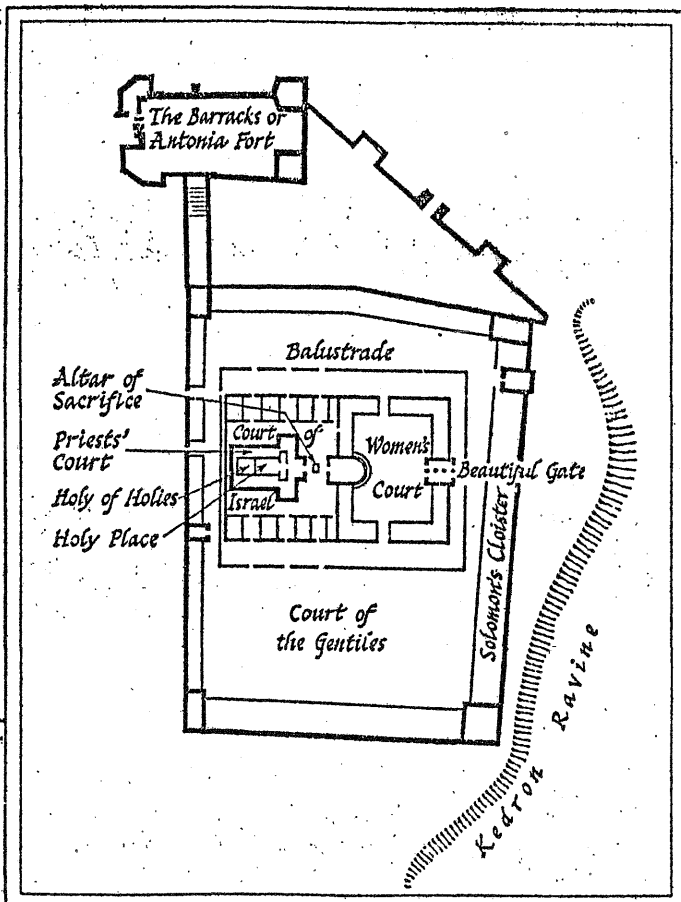 The Barracks or
Antonia Fort
Balustrade
Altar of
Sacrifice
Priests'
Court
Holy of Holies
Holy Place
Court of
Israel
Women's
Court
Beautiful Gate
Solomon's Cloister
Court of
the Gentiles
Kedron Ravine